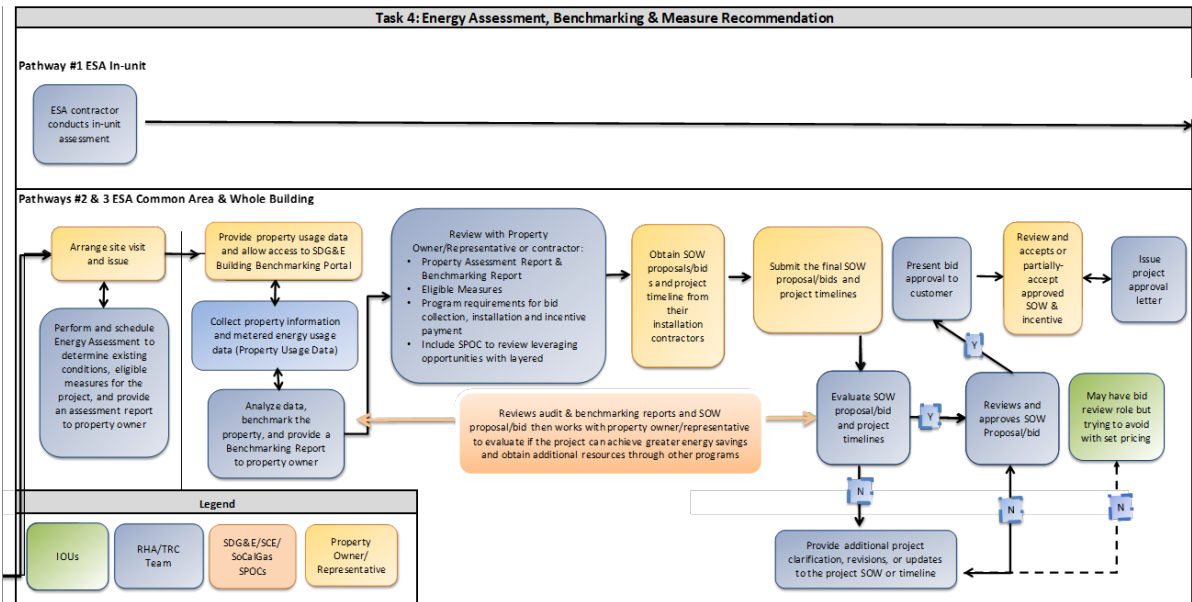 Task 4: Energy Assessment, Benchmarking & Measure Recommendation
Pathway #1 ESA In-unit
ESA contractor
conducts in-unit
assessment
Pathways #2 & 3 ESA Common Area & Whole Building
Arrange site visit
and issue
Perform and schedule
Energy Assessment to
determine existing
conditions, eligible
measures for the
project, and provide
an assessment report
to property owner
Provide property usage data
and allow access to SDG&E
Building Benchmarking Portal
Collect property information
and metered energy usage
data (Property Usage Data)
Analyze data,
benchmark the
property, and provide a
Benchmarking Report
to property owner
Review with Property
Owner/Representative or contractor:
• Property Assessment Report &
Benchmarking Report
• Eligible Measures
• Program requirements for bid
collection, installation and incentive
payment
• Include SPOC to review leveraging
opportunities with layered
Obtain SOW
proposals/bid
s and project
timeline from
their
installation
contractors
Submit the final SOW
proposal/bids and
project timelines
Present bid
approval to
customer
Review and
accepts or
partially-
accept
approved
SOW &
incentive
Issue
project
approval
letter
Y
Reviews audit & benchmarking reports and SOW
proposal/bid then works with property owner/representative
to evaluate if the project can achieve greater energy savings
and obtain additional resources through other programs
Evaluate SOW
proposal/bid
and project
timelines
Y
Reviews and
approves SOW
Proposal/bid
May have bid
review role but
trying to avoid
with set pricing
N
N
N
Provide additional project
clarification, revisions, or updates
to the project SOW or timeline
Legend
IOUs
RHA/TRC
Team
SDG&E/SCE/
SoCalGas
SPOCs
Property
Owner/
Representative